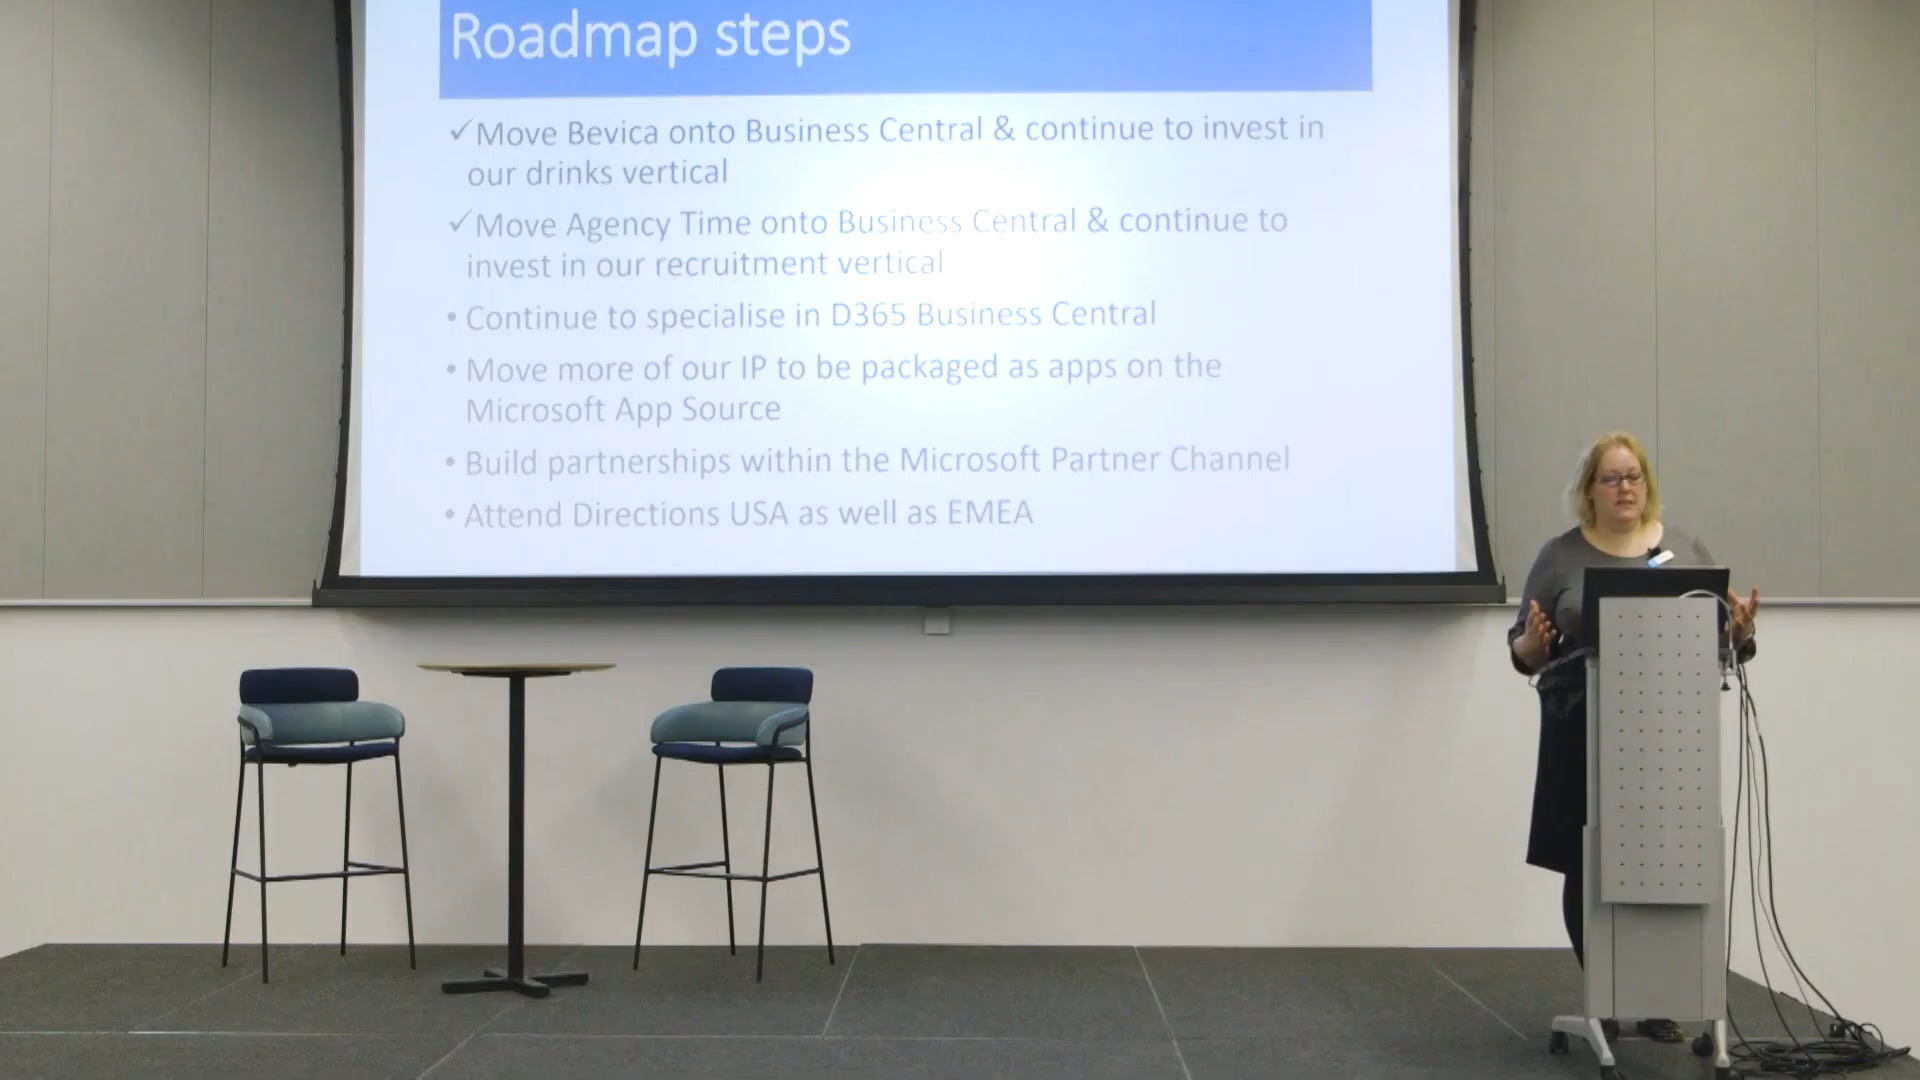 Roadmap steps
✓Move Bevica onto Business Central & continue to invest in
our drinks vertical
✓Move Agency Time onto Business Central & continue to
invest in our recruitment vertical
• Continue to specialise in D365 Business Central
• Move more of our IP to be packaged as apps on the
Microsoft App Source
• Build partnerships within the Microsoft Partner Channel
• Attend Directions USA as well as EMEA